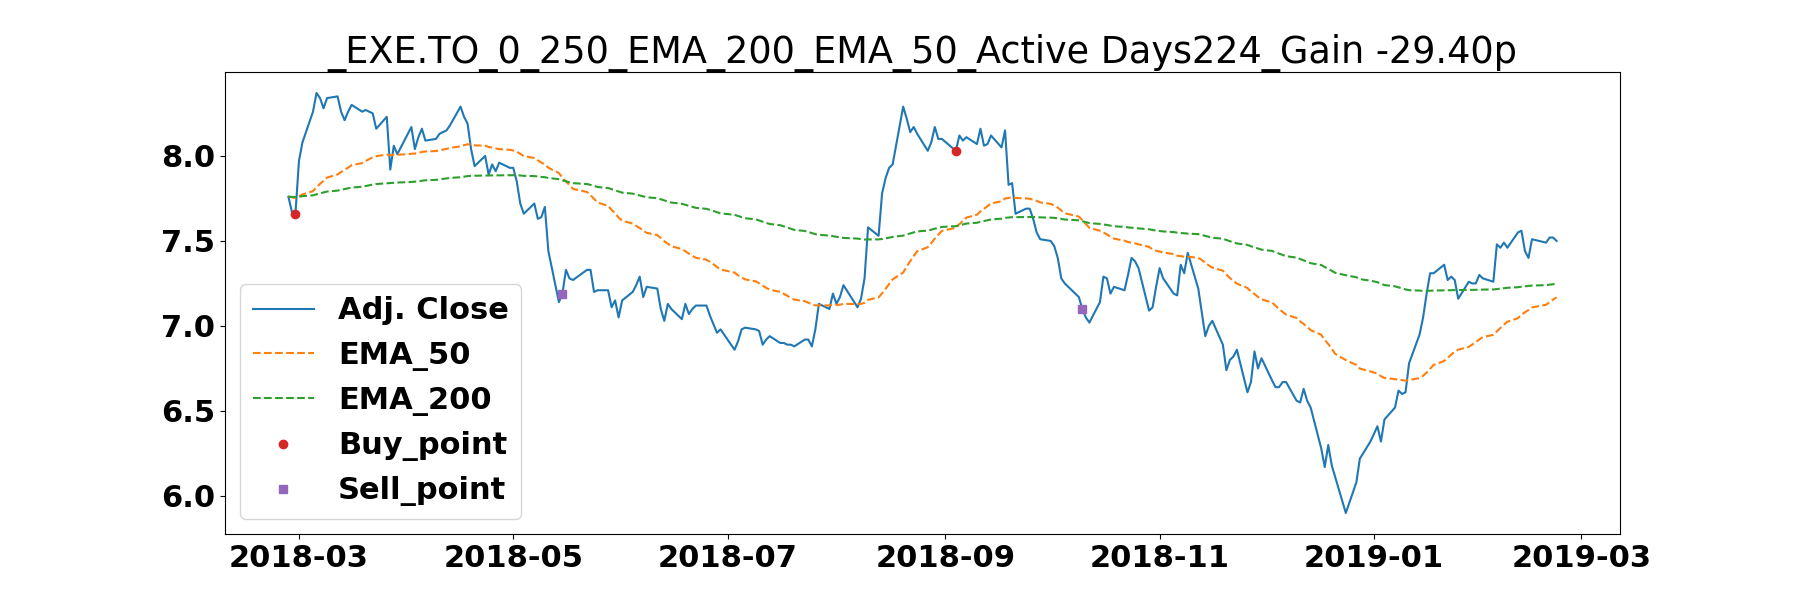 _EXE.TO_0_250_EMA_200_EMA_50_Active Days224_Gain -29.40p
8.0
7.5
7.0
6.5
6.0
Adj. Close
EMA_50
EMA_200
Buy_point
Sell_point
2018-03 2018-05 2018-07 2018-09 2018-11 2019-01 2019-03